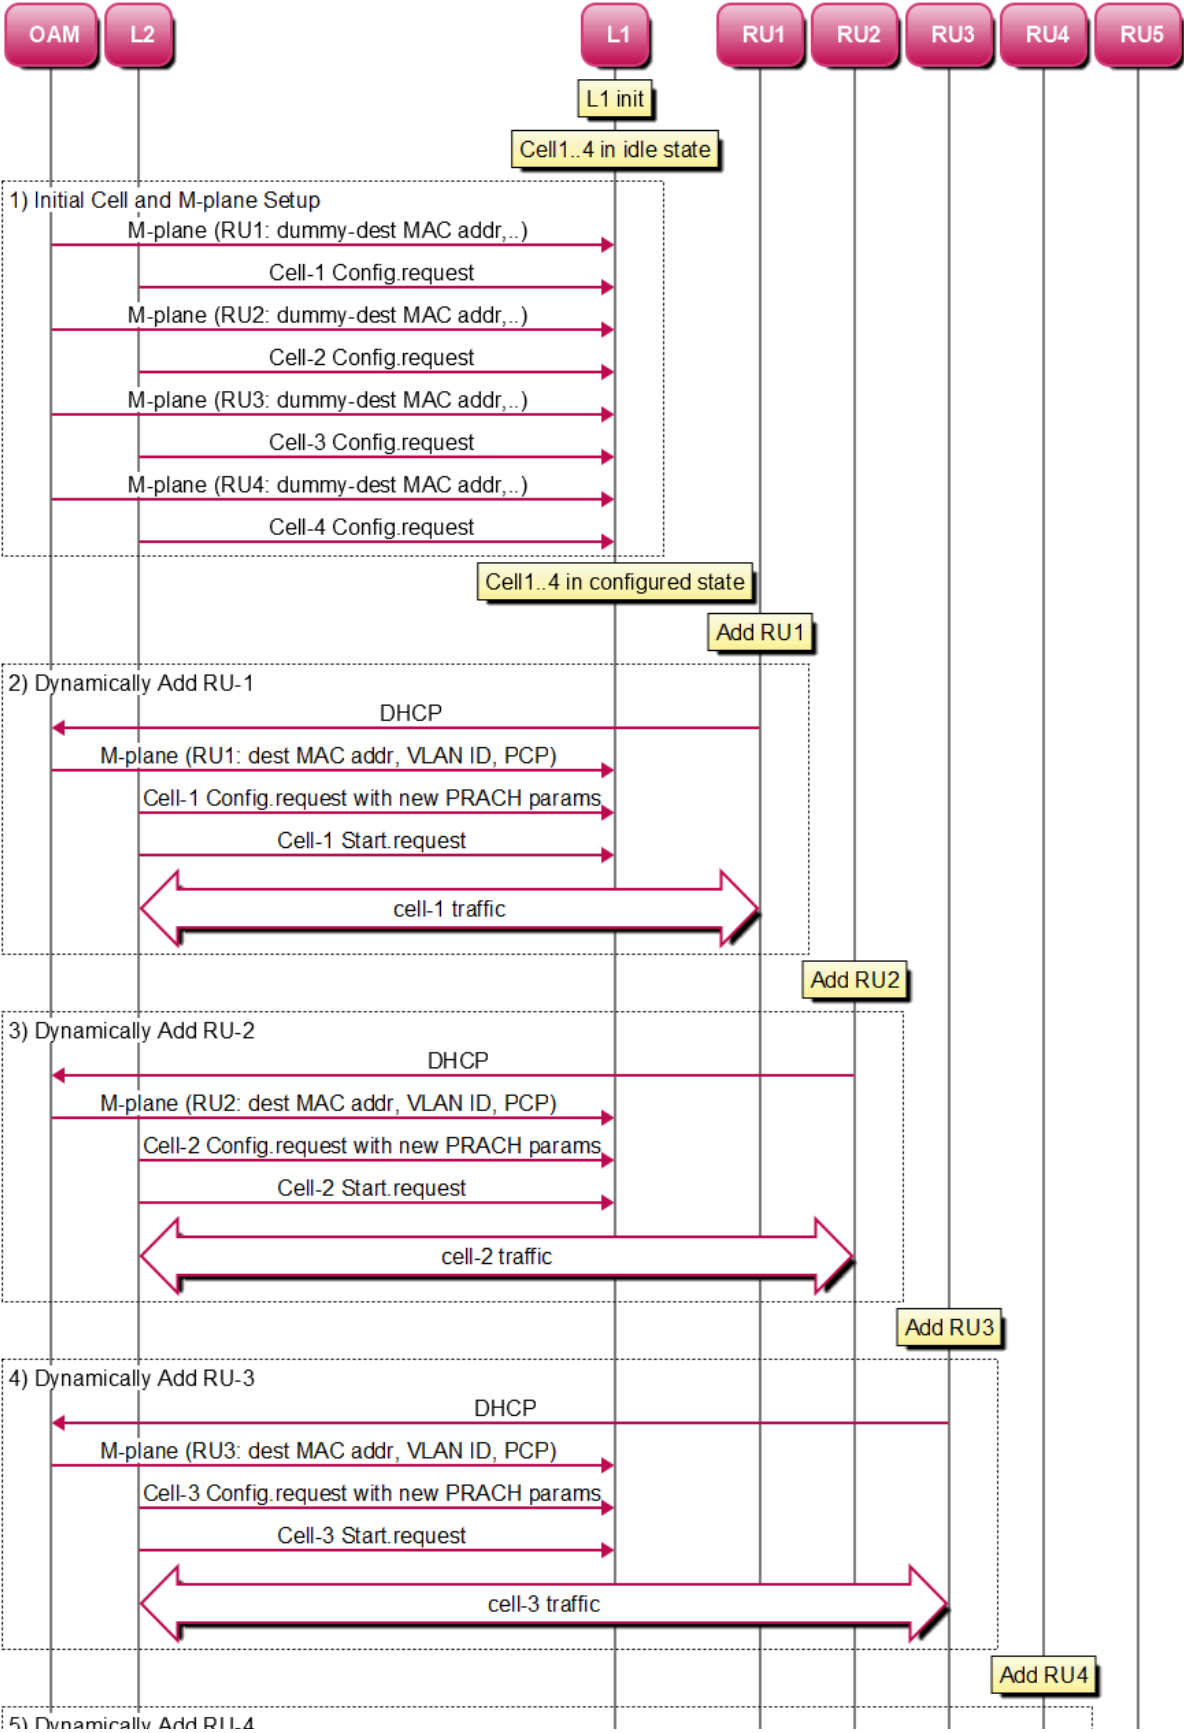 OAM L2 L1 RU1 RU2 RU3 RU4 RU5
L1 init
Cell1..4 in idle state
1) Initial Cell and M-plane Setup
M-plane (RU1: dummy-dest MAC addr,..)
Cell-1 Config.request
M-plane (RU2: dummy-dest MAC addr,..)
Cell-2 Config.request
M-plane (RU3: dummy-dest MAC addr,..)
Cell-3 Config.request
M-plane (RU4: dummy-dest MAC addr,..)
Cell-4 Config.request
Cell1..4 in configured state
Add RU1
2) Dynamically Add RU-1
DHCP
M-plane (RU1: dest MAC addr, VLAN ID, PCP)
Cell-1 Config.request with new PRACH params
Cell-1 Start.request
cell-1 traffic
Add RU2
3) Dynamically Add RU-2
DHCP
M-plane (RU2: dest MAC addr, VLAN ID, PCP)
Cell-2 Config.request with new PRACH params
Cell-2 Start.request
cell-2 traffic
Add RU3
4) Dynamically Add RU-3
DHCP
M-plane (RU3: dest MAC addr, VLAN ID, PCP)
Cell-3 Config.request with new PRACH params
Cell-3 Start.request
cell-3 traffic
Add RU4
5) Dynamically Add RU-4